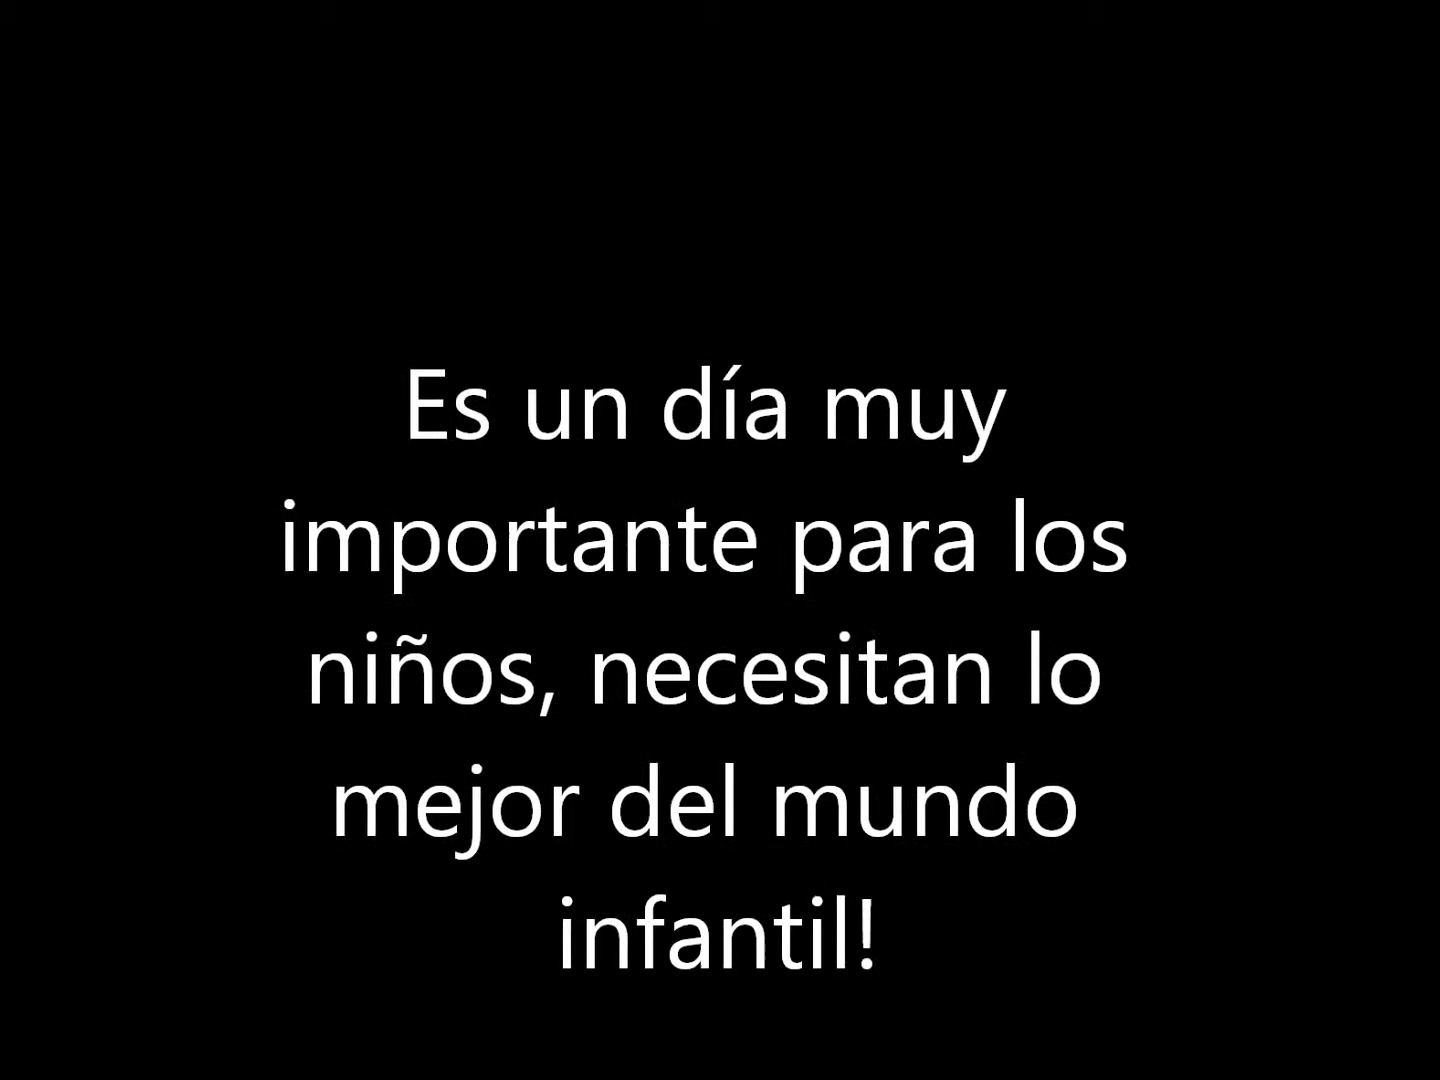 Es un día muy
importante para los
niños, necesitan lo
mejor del mundo
infantil!